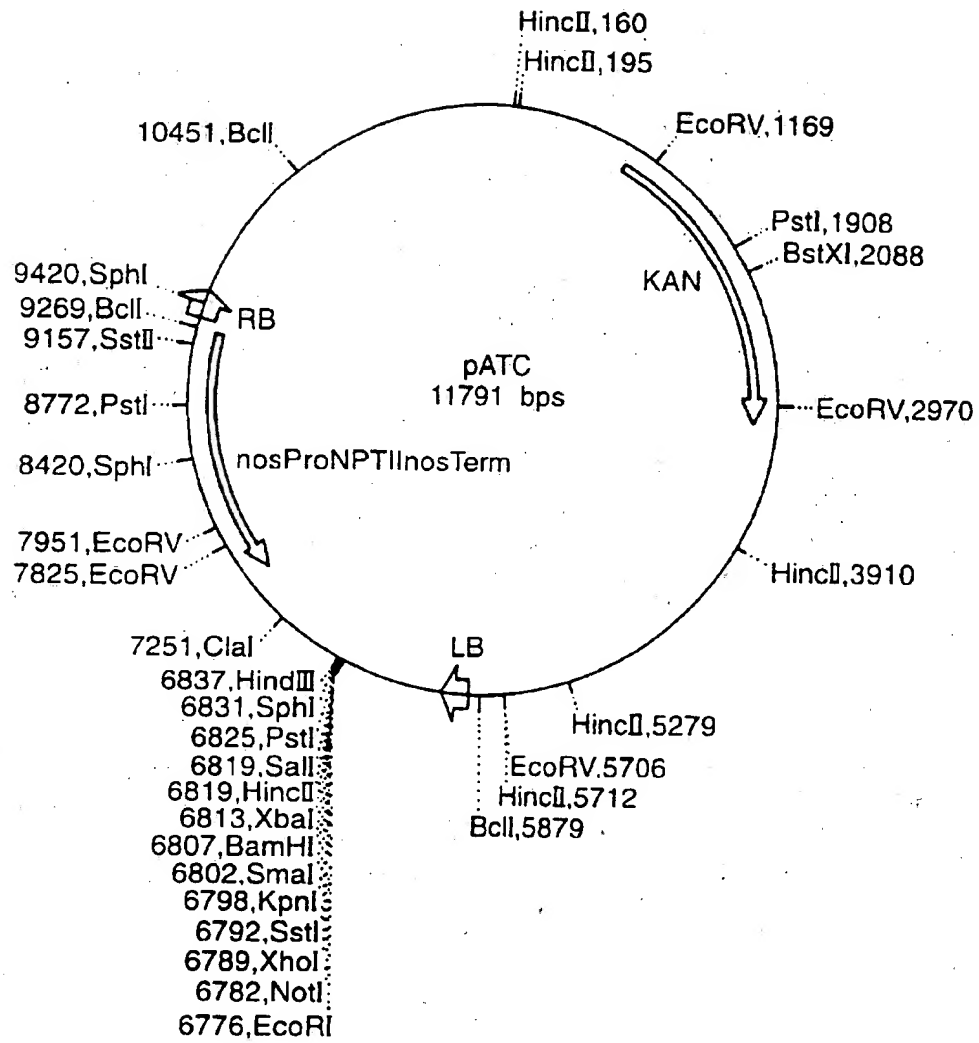 HincⅡ,160
HincⅡ,195
EcoRV,1169
PstI,1908
BstXI,2088
KAN
EcoRV,2970
HincⅡ,3910
HincⅡ,5279
EcoRV,5706
HincⅡ,5712
BclI,5879
LB
pATC
11791 bps
10451,BclI
9420,SphI
9269,BclI
RB
9157,SstⅡ
8772,PstI
8420,SphI
nosProNPTIInosTerm
7951,EcoRV
7825,EcoRV
7251,ClaI
6837,HindⅢ
6831,SphI
6825,PstI
6819,SalI
6819,HincⅡ
6813,XbaI
6807,BamHI
6802,SmaI
6798,KpnI
6792,SstI
6789,XhoI
6782,NotI
6776,EcoRI